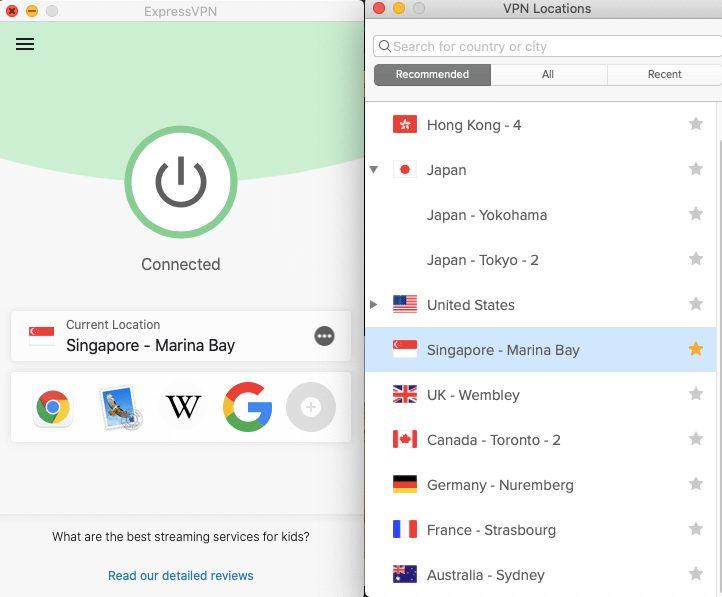 ExpressVPN
Connected
Current Location
Singapore - Marina Bay
W
What are the best streaming services for kids?
Read our detailed reviews
VPN Locations
Search for country or city
Recommended
All
Recent
Hong Kong - 4
Japan
Japan - Yokohama
Japan - Tokyo - 2
United States
Singapore - Marina Bay
UK - Wembley
Canada - Toronto - 2
Germany - Nuremberg
France - Strasbourg
Australia - Sydney